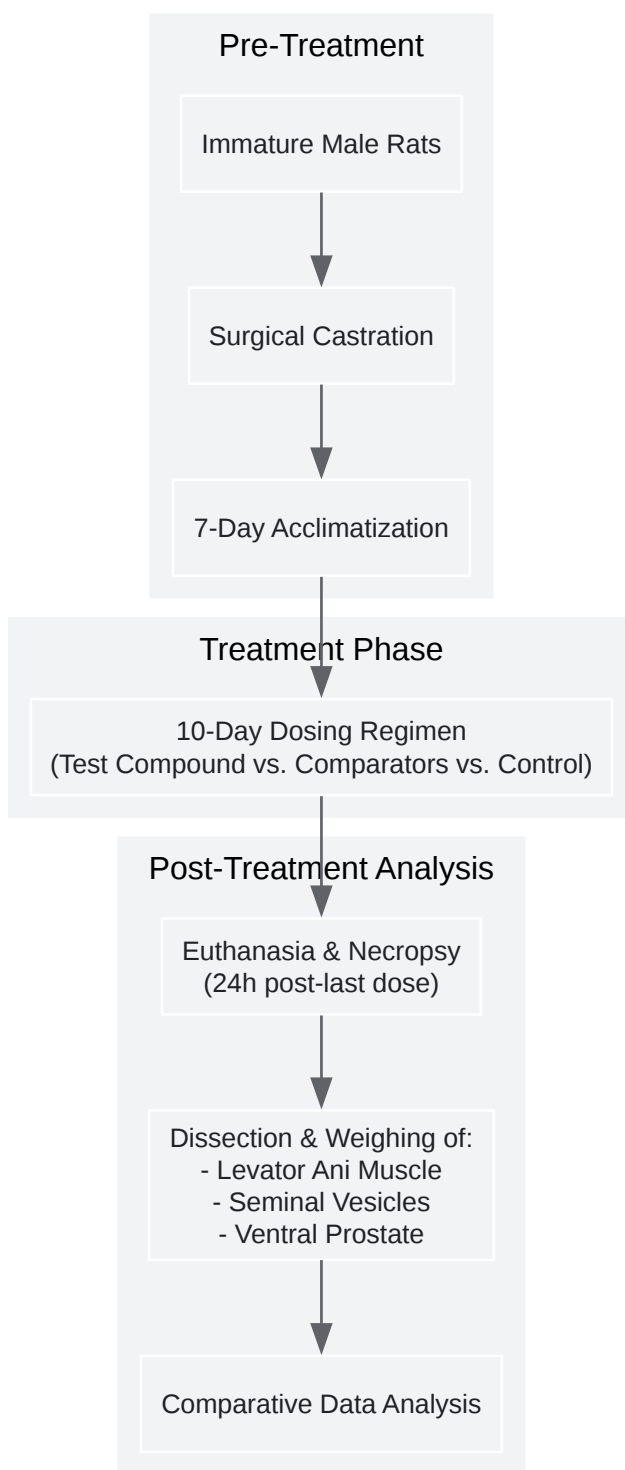 Pre-Treatment
Immature Male Rats
Surgical Castration
7-Day Acclimatization
Treatment Phase
10-Day Dosing Regimen
(Test Compound vs. Comparators vs. Control)
Post-Treatment Analysis
Euthanasia & Necropsy
(24h post-last dose)
Dissection & Weighing of:
- Levator Ani Muscle
- Seminal Vesicles
- Ventral Prostate
Comparative Data Analysis